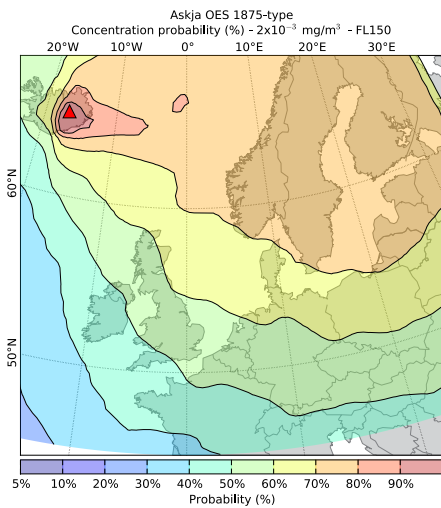 Askja OES 1875-type
Concentration probability (%) - 2x10⁻³ mg/m³ - FL150
20°W 10°W 0° 10°E 20°E 30°E
60°N
50°N
5% 10% 20% 30% 40% 50% 60% 70% 80% 90%
Probability (%)